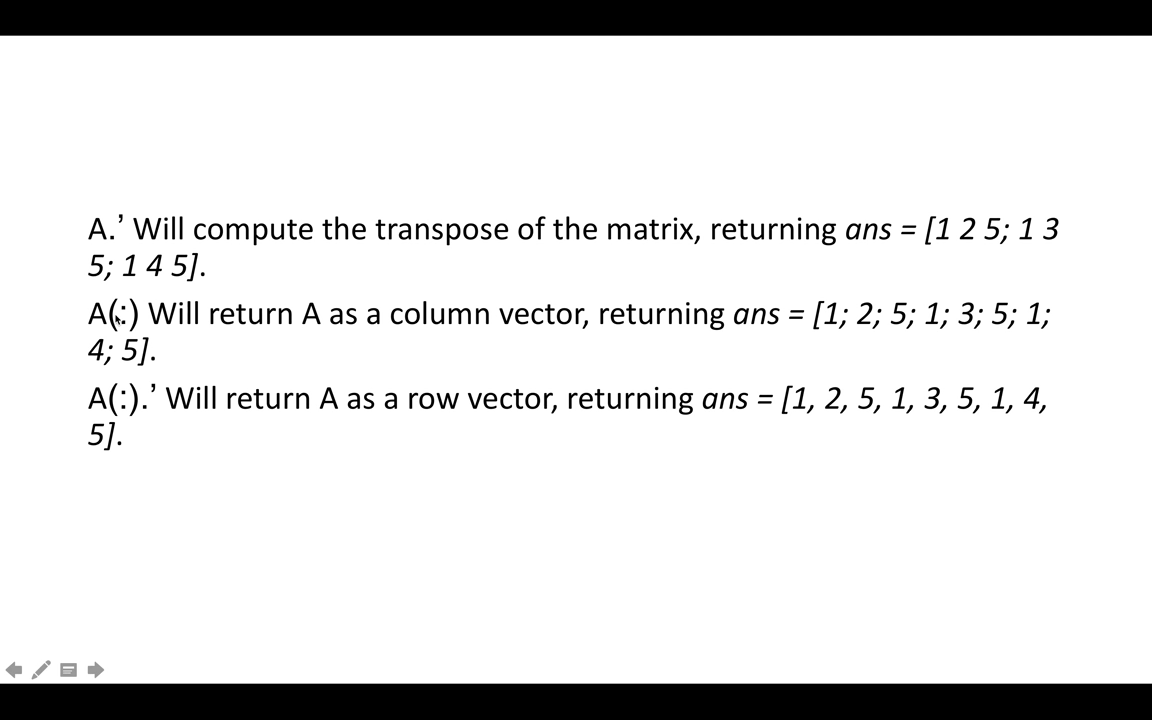 A.’ Will compute the transpose of the matrix, returning ans = [1 2 5; 1 3
5; 1 4 5].
A(:) Will return A as a column vector, returning ans = [1; 2; 5; 1; 3; 5; 1;
4; 5].
A(:).’ Will return A as a row vector, returning ans = [1, 2, 5, 1, 3, 5, 1, 4,
5].